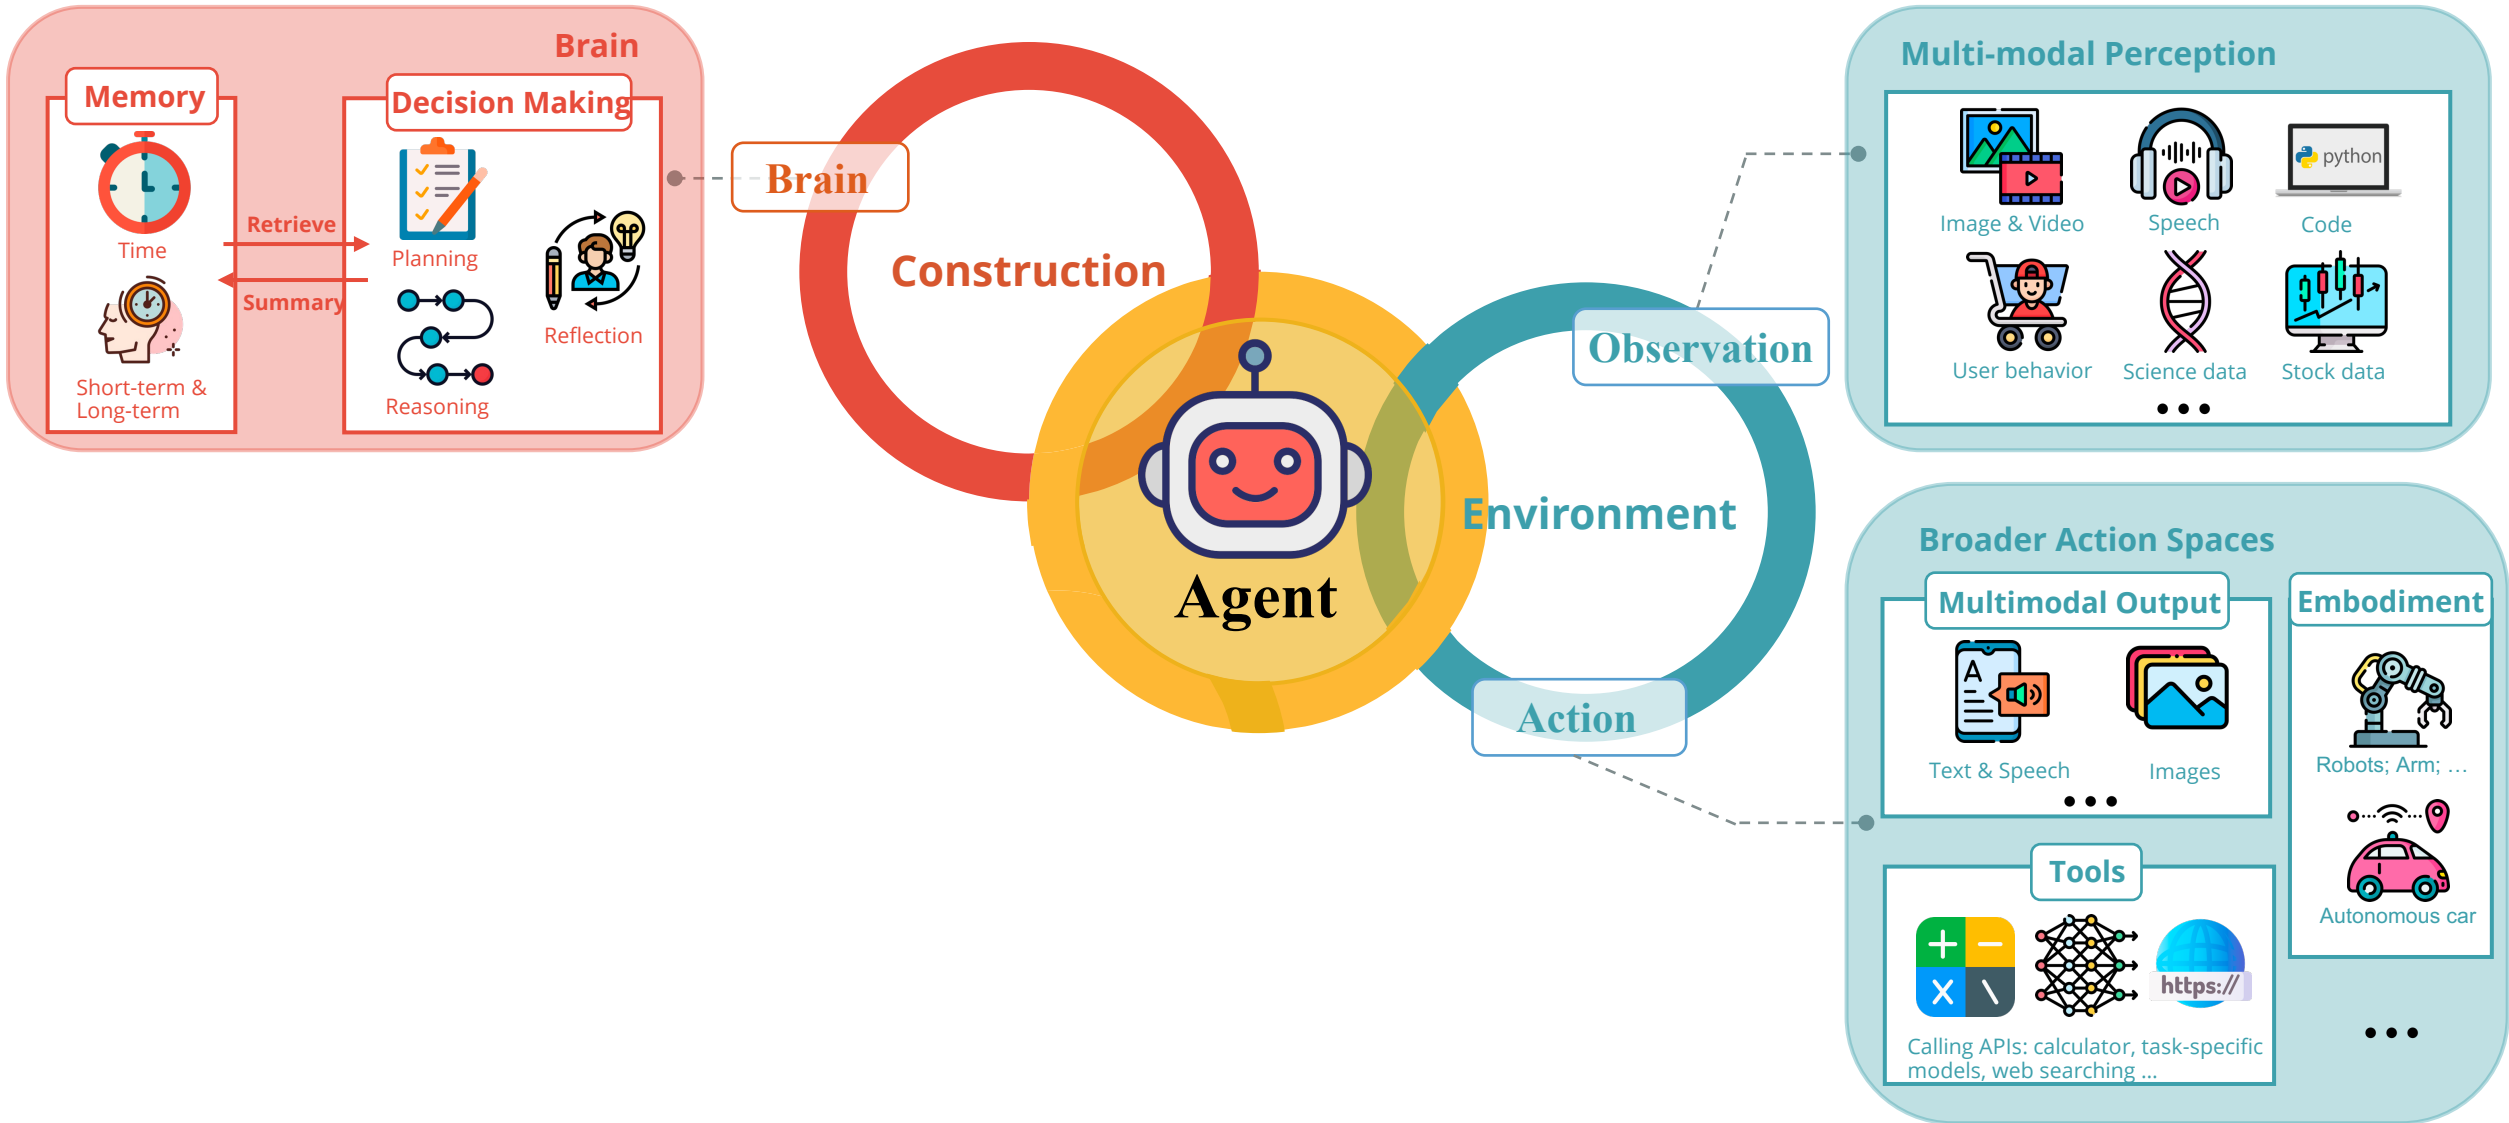 Brain
Memory
Decision Making
Time
Retrieve
Summary
Short-term &
Long-term
Planning
Reasoning
Reflection
Brain
Construction
Agent
Environment
Observation
Action
Multi-modal Perception
python
Image & Video
Speech
Code
User behavior
Science data
Stock data
•••
Broader Action Spaces
Multimodal Output
A
Text & Speech
Images
•••
Embodiment
Robots; Arm; …
Autonomous car
•••
Tools
https://
Calling APIs: calculator, task-specific
models, web searching ...